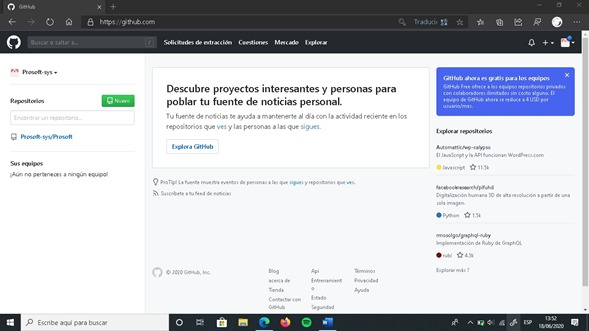 GitHub
https://github.com
Traducir
Buscar o saltar a...
/
Solicitudes de extracción Cuestiones Mercado Explorar
Prosoft-sys
Repositorios
Nuevo
Encontrar un repositorio...
Prosoft-sys/Prosoft
Sus equipos
¡Aún no perteneces a ningún equipo!
Descubre proyectos interesantes y personas para
poblar tu fuente de noticias personal.
Tu fuente de noticias te ayuda a mantenerte al día con la actividad reciente en los
repositorios que ves y las personas a las que sigues.
Explora GitHub
ProTip! La fuente muestra eventos de personas a las que sigues y repositorios que ves.
Suscríbete a tu feed de noticias
GitHub ahora es gratis para los equipos
GitHub Free ofrece a los equipos repositorios privados
con colaboradores ilimitados sin costo alguno. El
equipo de GitHub ahora se reduce a 4 USD por
usuario/mes.
Explorar repositorios
Automattic/wp-calypso
El JavaScript y la API funcionan WordPress.com
Javascript 11.5k
facebookresearch/pifuhd
Digitalización humana 3D de alta resolución a partir de una
sola imagen.
Python 1.5k
rmosolgo/graphql-ruby
Implementación de Ruby de GraphQL
rubí 4.3k
Explorar más ?
© 2020 GitHub, Inc.
Blog
acerca de
Tienda
Contactar con
GitHub
Api
Entrenamient
o
Estado
Seguridad
Términos
Privacidad
Ayuda
Escribe aquí para buscar
ESP
13:52
18/06/2020